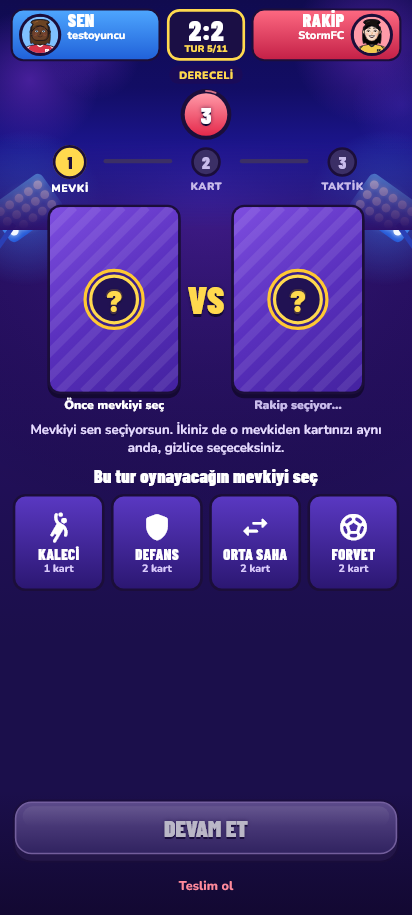 SEN
testoyuncu
2:2
TUR 5/11
RAKİP
StormFC
DERECELİ
3
1
2
3
MEVKİ
KART
TAKTİK
?
VS
?
Önce mevkiyi seç
Rakip seçiyor...
Mevkiyi sen seçiyorsun. İkiniz de o mevkiden kartınızı aynı
anda, gizlice seçeceksiniz.
Bu tur oynayacağın mevkiyi seç
KALECİ
1 kart
DEFANS
2 kart
ORTA SAHA
2 kart
FORVET
2 kart
DEVAM ET
Teslim ol